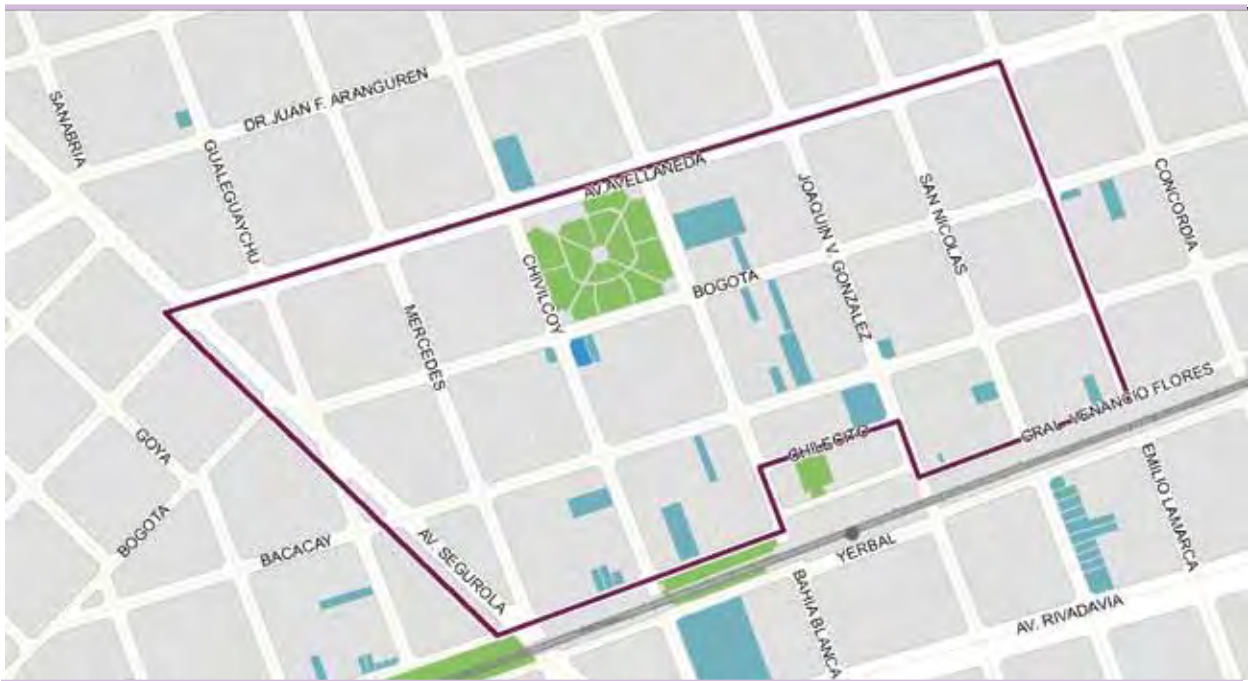 SANABRIA
DR. JUAN F. ARANGUREN
GUALEGUAYCHU
AV. AVELLANEDA
JOAQUIN V. GONZALEZ
SAN NICOLAS
CONCORDIA
CHIVILCOY
BOGOTA
MERCEDES
GOYA
BOGOTA
BACACAY
AV. SEGUROLA
CHILECITO
GRAL. VENANCIO FLORES
YERBAL
BAHIA BLANCA
EMILIO LAMARCA
AV. RIVADAVIA